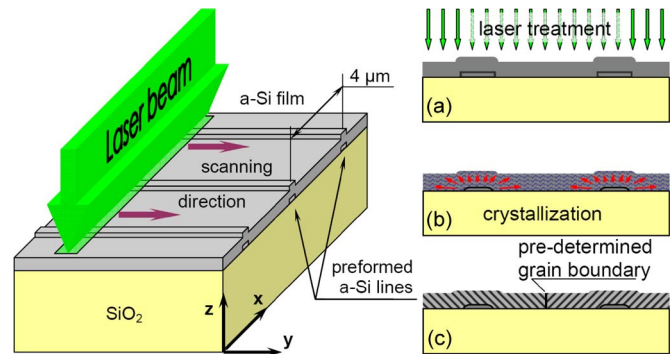 Laser beam
a-Si film
4 µm
scanning
direction
preformed
a-Si lines
SiO2
z
x
y
laser treatment
(a)
(b)
crystallization
pre-determined
grain boundary
(c)